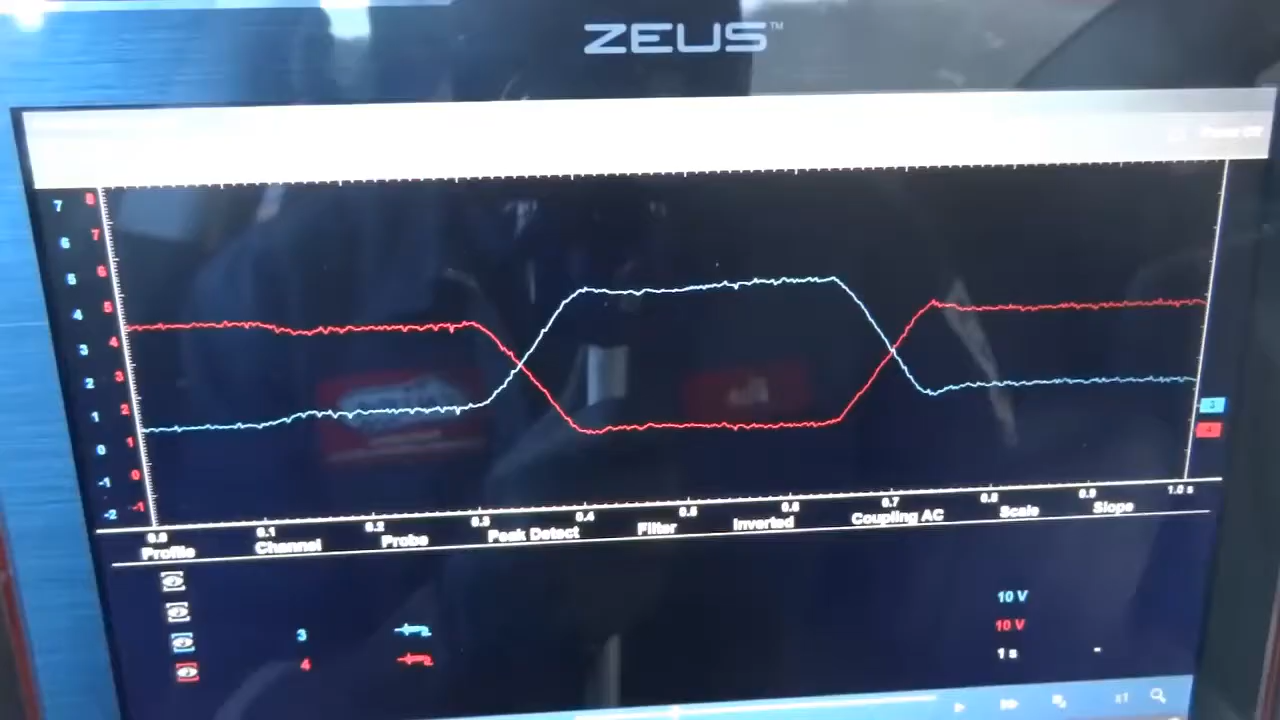 ZEUS™
7 8
6 7
5 6
4 5
3 4
2 3
1 2
0 1
-1 0
-2 -1
0.0 0.1 0.2 0.3 0.4 0.5 0.6 0.7 0.8 0.9 1.0 s
3
4
Profile Channel Probe Peak Detect Filter Inverted Coupling AC Scale Slope
10 V
3
10 V
4
1 s -
x1